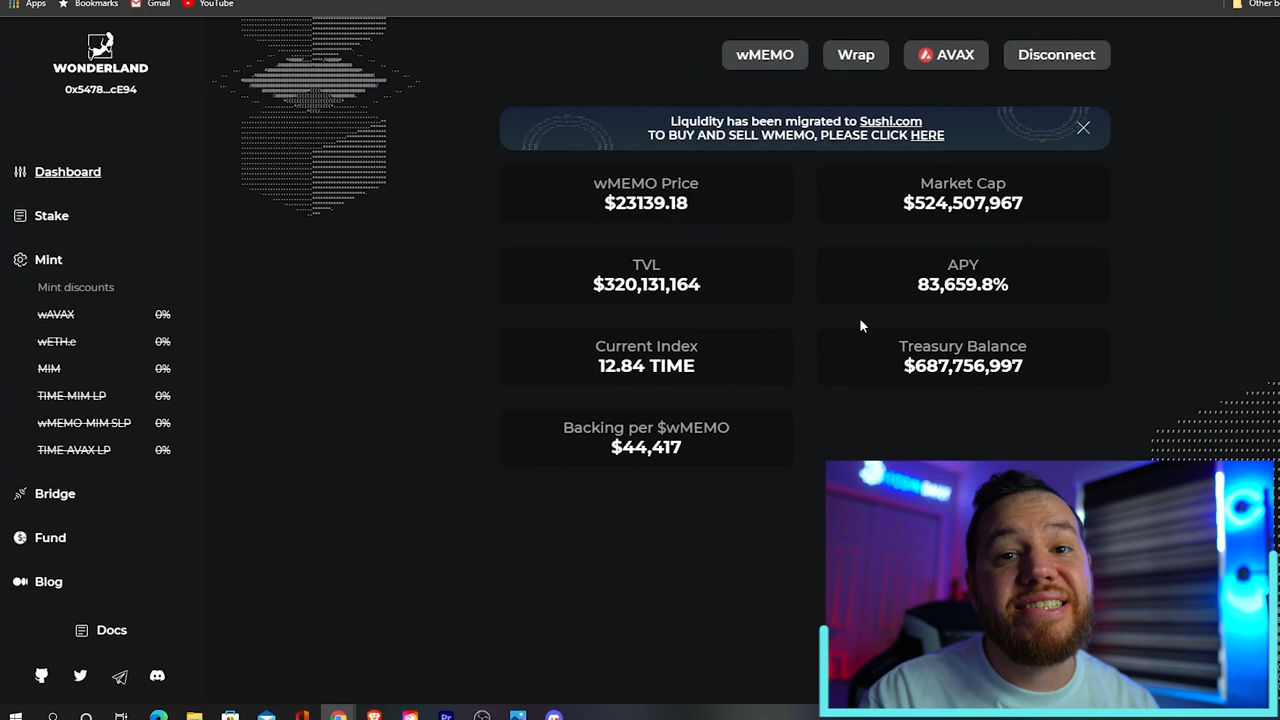 Apps
Bookmarks
Gmail
YouTube
Other b
WONDERLAND
0x5478...cE94
Dashboard
Stake
Mint
Mint discounts
wAVAX 0%
wETH.e 0%
MIM 0%
TIME-MIM LP 0%
wMEMO-MIM SLP 0%
TIME-AVAX LP 0%
Bridge
Fund
Blog
Docs
Wrap
AVAX
Liquidity has been migrated to Sushi.com
TO BUY AND SELL WMEMO PLEASE CLICK HERE
wMEMO Price
$23139.18
Market Cap
$524,507,967
TVL
$320,131,164
APY
83,659.8%
Current Index
12.84 TIME
Treasury Balance
$687,756,997
Backing per $wMEMO
$44,417